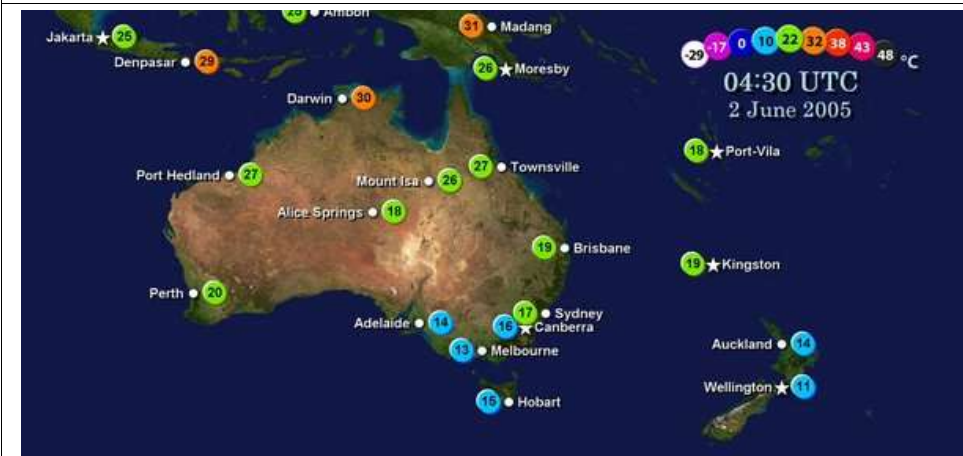 25 Ambon
31 Madang
-29 -17 0 10 22 32 38 43 48 °C
Jakarta 25
Denpasar 29
26 Moresby
04:30 UTC
2 June 2005
Darwin 30
18 Port-Vila
Port Hedland 27
27 Townsville
Mount Isa 26
Alice Springs 18
19 Brisbane
19 Kingston
Perth 20
17 Sydney
Adelaide 14
16 Canberra
13 Melbourne
Auckland 14
Wellington 11
15 Hobart